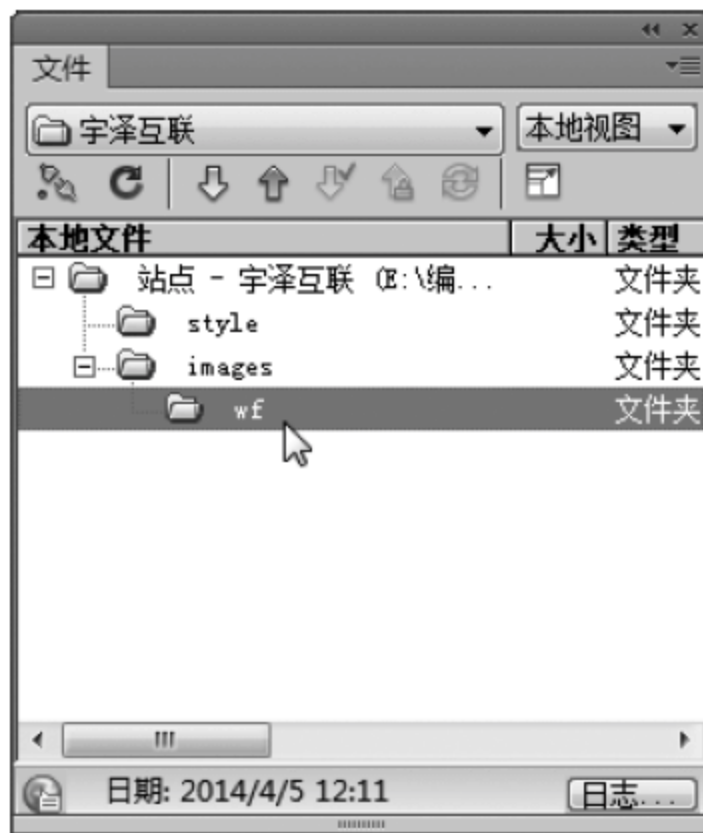 文件
宇泽互联 本地视图
本地文件 大小 类型
站点 - 宇泽互联 (E:\编... 文件夹
style 文件夹
images 文件夹
wf 文件夹
日期: 2014/4/5 12:11 日志...